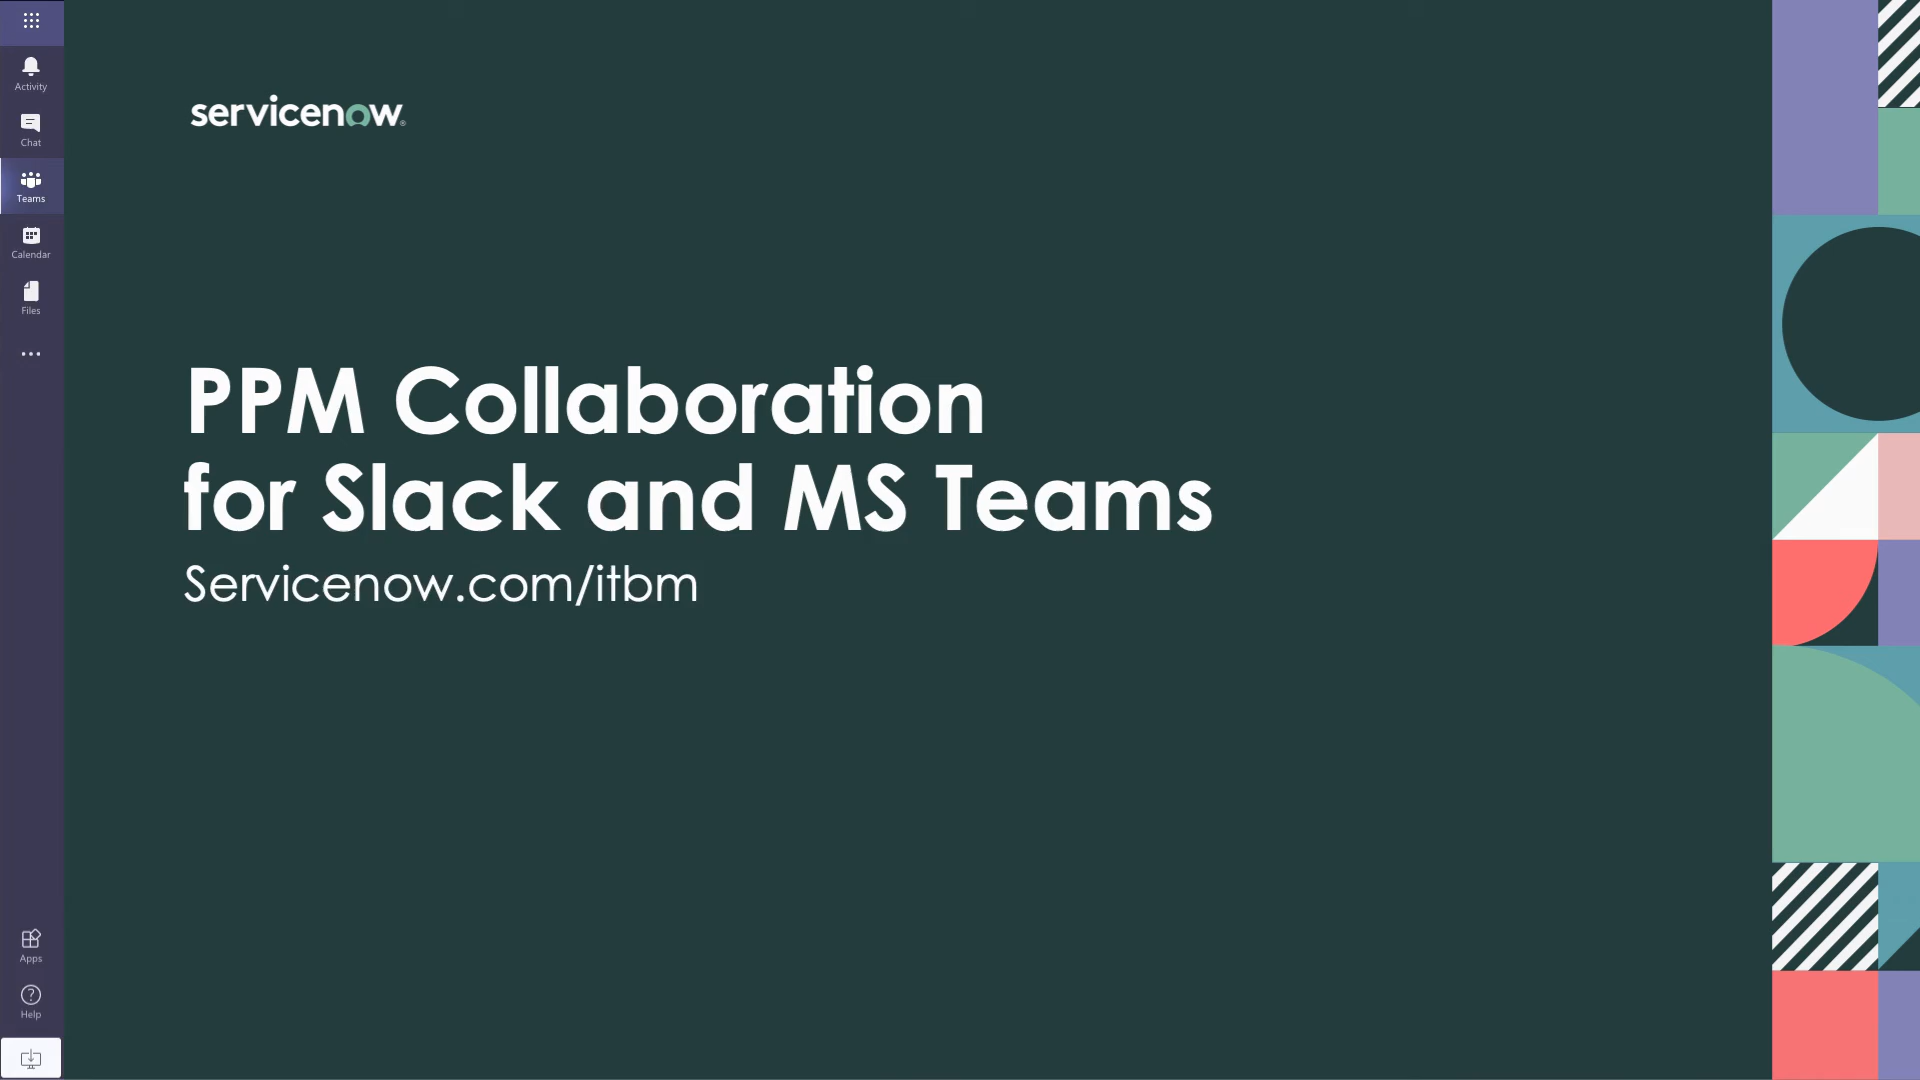 Activity
Chat
Teams
Calendar
Files
Apps
Help
servicenow®
PPM Collaboration
for Slack and MS Teams
Servicenow.com/itbm